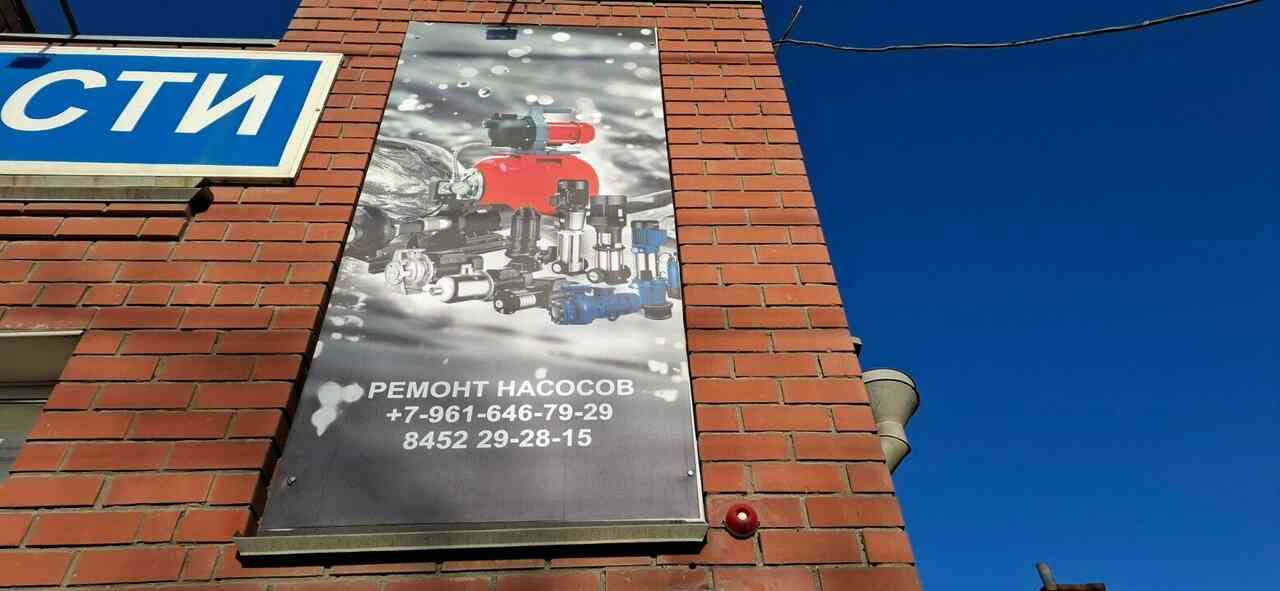 СТИ
РЕМОНТ НАСОСОВ
+7-961-646-79-29
8452 29-28-15